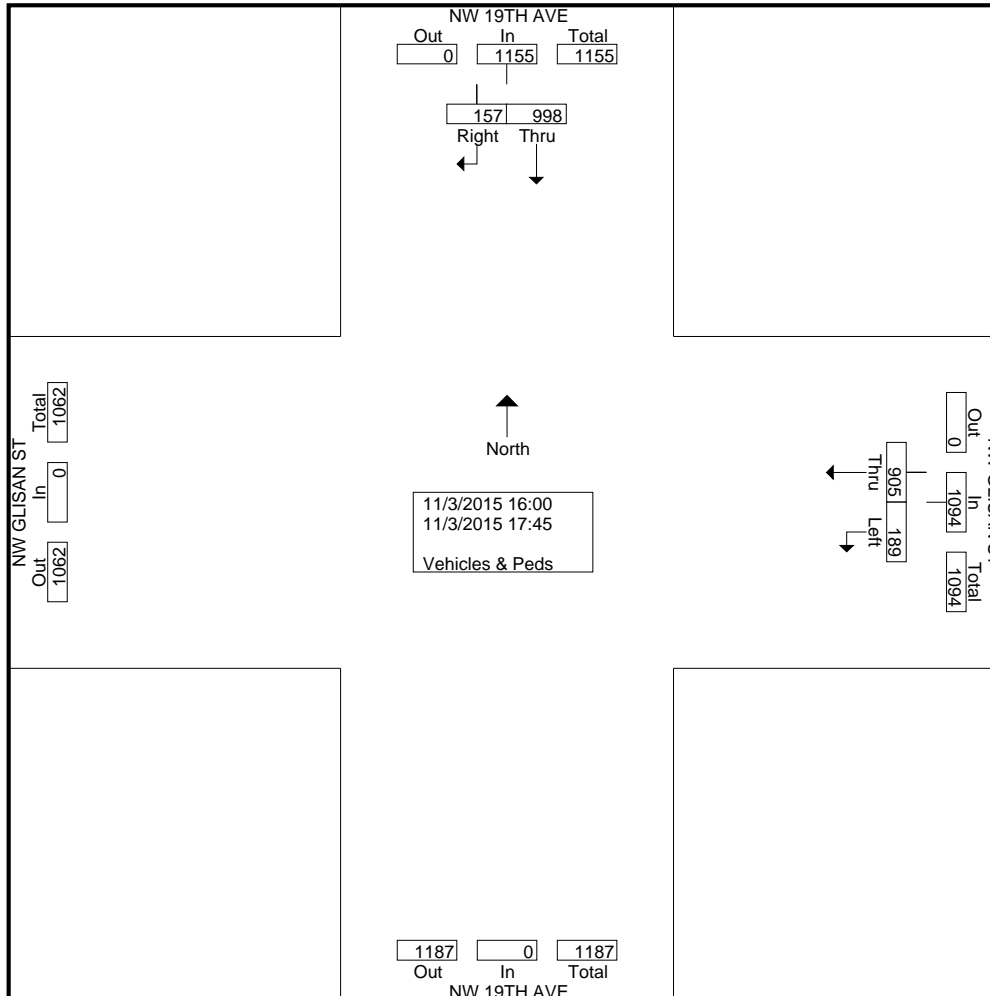 NW 19TH AVE
Out In Total
0 1155 1155
157 998
Right Thru
North
11/3/2015 16:00
11/3/2015 17:45
Vehicles & Peds
NW GLISAN ST
Out In Total
1062 0 1062
Out In Total
0 1094 1094
905 189
Thru Left
1187 0 1187
Out In Total
NW 19TH AVE